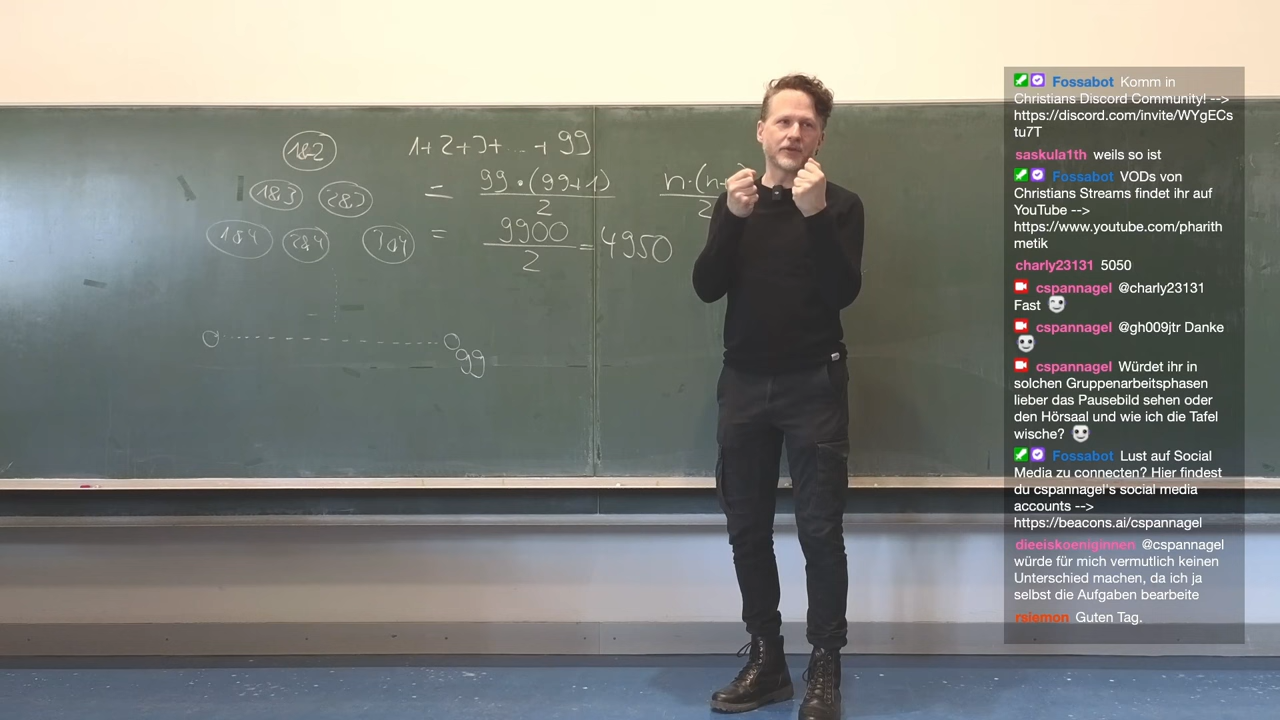 1&2
1&3 2&3
1&4 2&4 3&4
99
1+2+3+ ... + 99
= 99•(99+1) / 2
n•(n+
2
= 9900 / 2 = 4950
Fossabot Komm in
Christians Discord Community! -->
https://discord.com/invite/WYgECs
tu7T
saskula1th weils so ist
Fossabot VODs von
Christians Streams findet ihr auf
YouTube -->
https://www.youtube.com/pharith
metik
charly23131 5050
cspannagel @charly23131
Fast
cspannagel @gh009jtr Danke
cspannagel Würdet ihr in
solchen Gruppenarbeitsphasen
lieber das Pausebild sehen oder
den Hörsaal und wie ich die Tafel
wische?
Fossabot Lust auf Social
Media zu connecten? Hier findest
du cspannagel's social media
accounts -->
https://beacons.ai/cspannagel
dieeiskoeniginnen @cspannagel
würde für mich vermutlich keinen
Unterschied machen, da ich ja
selbst die Aufgaben bearbeite
rsiemon Guten Tag.